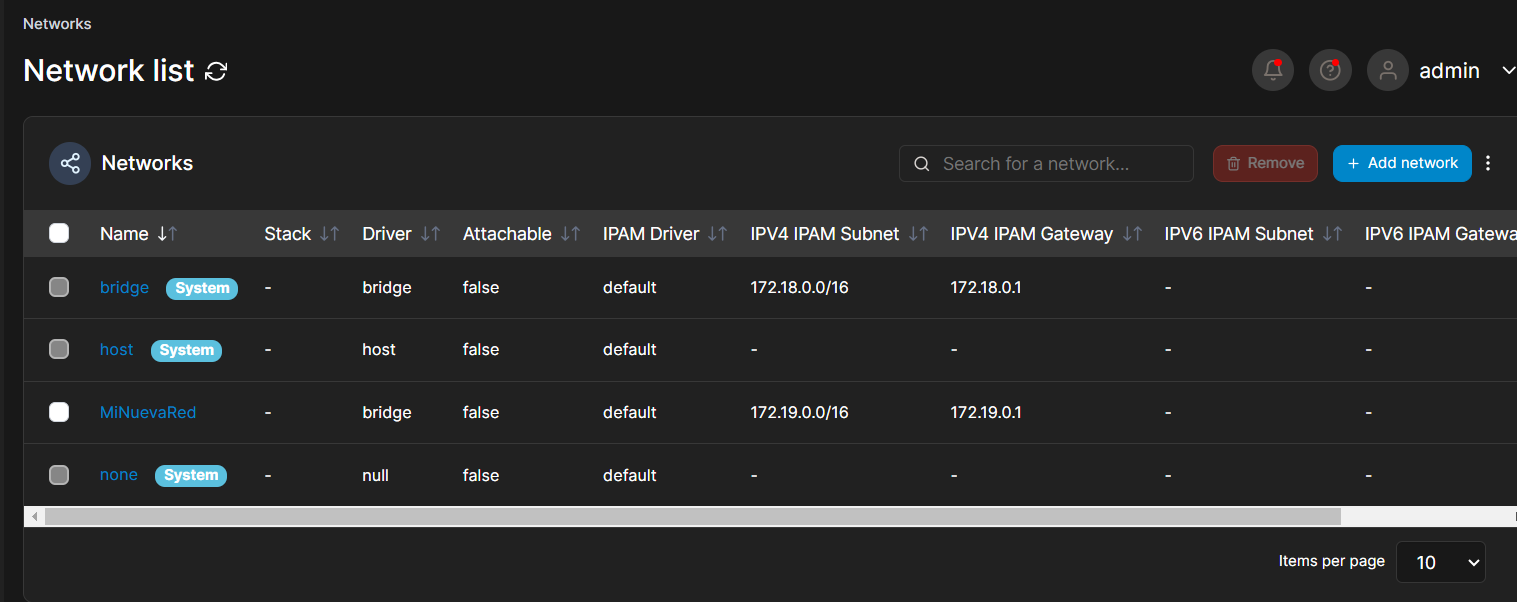 Networks
Network list
admin
Networks
Search for a network...
Remove
Add network
Name Stack Driver Attachable IPAM Driver IPV4 IPAM Subnet IPV4 IPAM Gateway IPV6 IPAM Subnet IPV6 IPAM Gatewa
bridge System - bridge false default 172.18.0.0/16 172.18.0.1 - -
host System - host false default - - - -
MiNuevaRed - bridge false default 172.19.0.0/16 172.19.0.1 - -
none System - null false default - - - -
Items per page 10